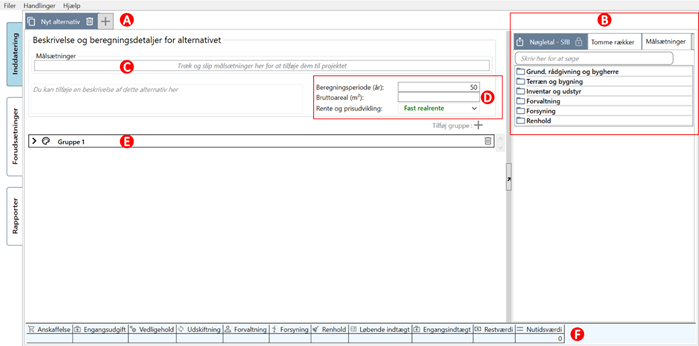 Filer Handlinger Hjælp
Nyt alternativ
A
B
Inddatering
Forudsætninger
Rapporter
Beskrivelse og beregningsdetaljer for alternativet
Målsætninger
C
Træk og slip målsætninger her for at tilføje dem til projektet
Du kan tilføje en beskrivelse af dette alternativ her
Beregningsperiode (år): 50
Bruttoareal (m²):
D
Rente og prisudvikling: Fast realrente
Tilføj gruppe :
Gruppe 1
E
Nøgletal - SfB Tomme rækker Målsætninger
Skriv her for at søge
Grund, rådgivning og bygherre
Terræn og bygning
Inventar og udstyr
Forvaltning
Forsyning
Renhold
Anskaffelse Engangsudgift Vedligehold Udskiftning Forvaltning Forsyning Renhold Løbende indtægt Engangsindtægt Restværdi Nutidsværdi
0
F